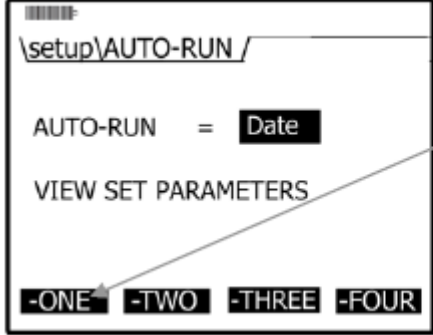 \setup\AUTO-RUN /
AUTO-RUN = Date
VIEW SET PARAMETERS
-ONE -TWO -THREE -FOUR